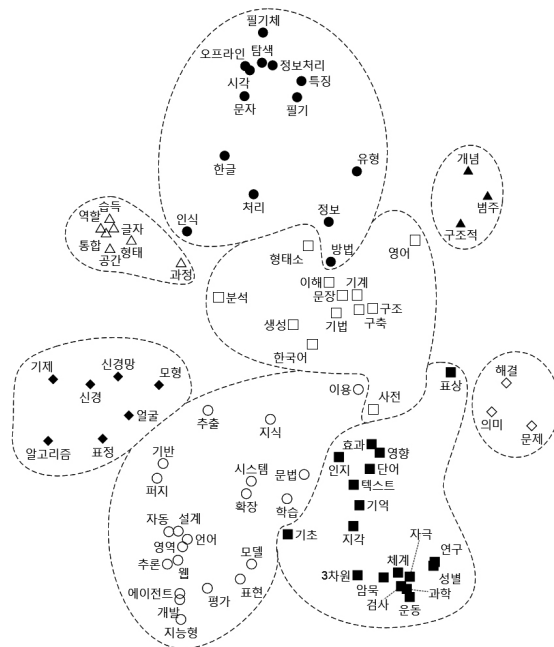 필기체
오프라인
탐색
정보처리
시각
특징
문자
필기
한글
유형
처리
인식
정보
방법
개념
범주
구조적
습득
역할
글자
통합
형태
공간
과정
형태소
영어
이해
기계
분석
문장
구조
생성
기법
구축
한국어
이용
사전
표상
해결
의미
문제
기제
신경망
모형
신경
얼굴
알고리즘
표정
추출
지식
기반
시스템
문법
퍼지
확장
학습
자동
설계
언어
영역
추론
웹
모델
에이전트
평가
표현
개발
지능형
효과
영향
인지
단어
텍스트
기억
기초
지각
자극
체계
연구
3차원
성별
암묵
검사
과학
운동